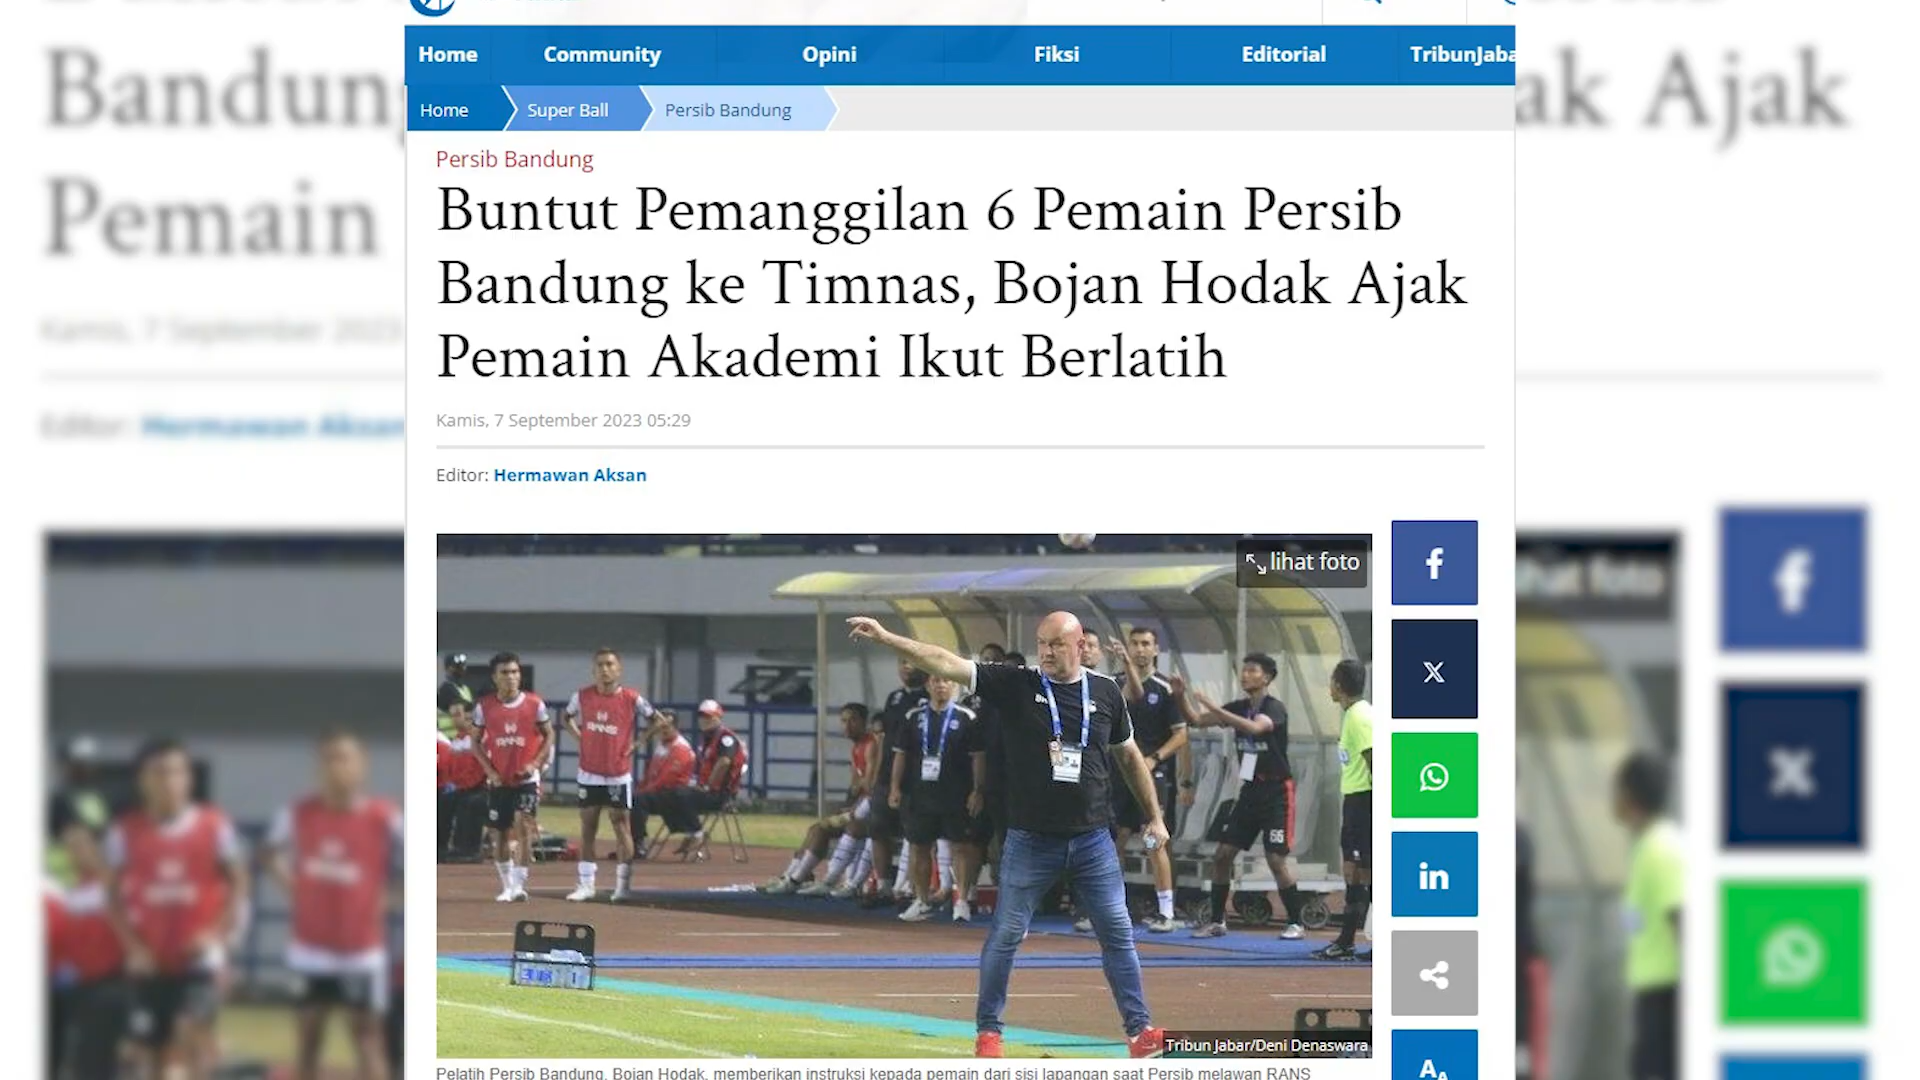 Home Community Opini Fiksi Editorial TribunJaba
Home Super Ball Persib Bandung
Persib Bandung
Buntut Pemanggilan 6 Pemain Persib
Bandung ke Timnas, Bojan Hodak Ajak
Pemain Akademi Ikut Berlatih
Kamis, 7 September 2023 05:29
Editor: Hermawan Aksan
lihat foto
RANS
RANS
66
Tribun Jabar/Deni Denaswara
Pelatih Persib Bandung, Bojan Hodak, memberikan instruksi kepada pemain dari sisi lapangan saat Persib melawan RANS